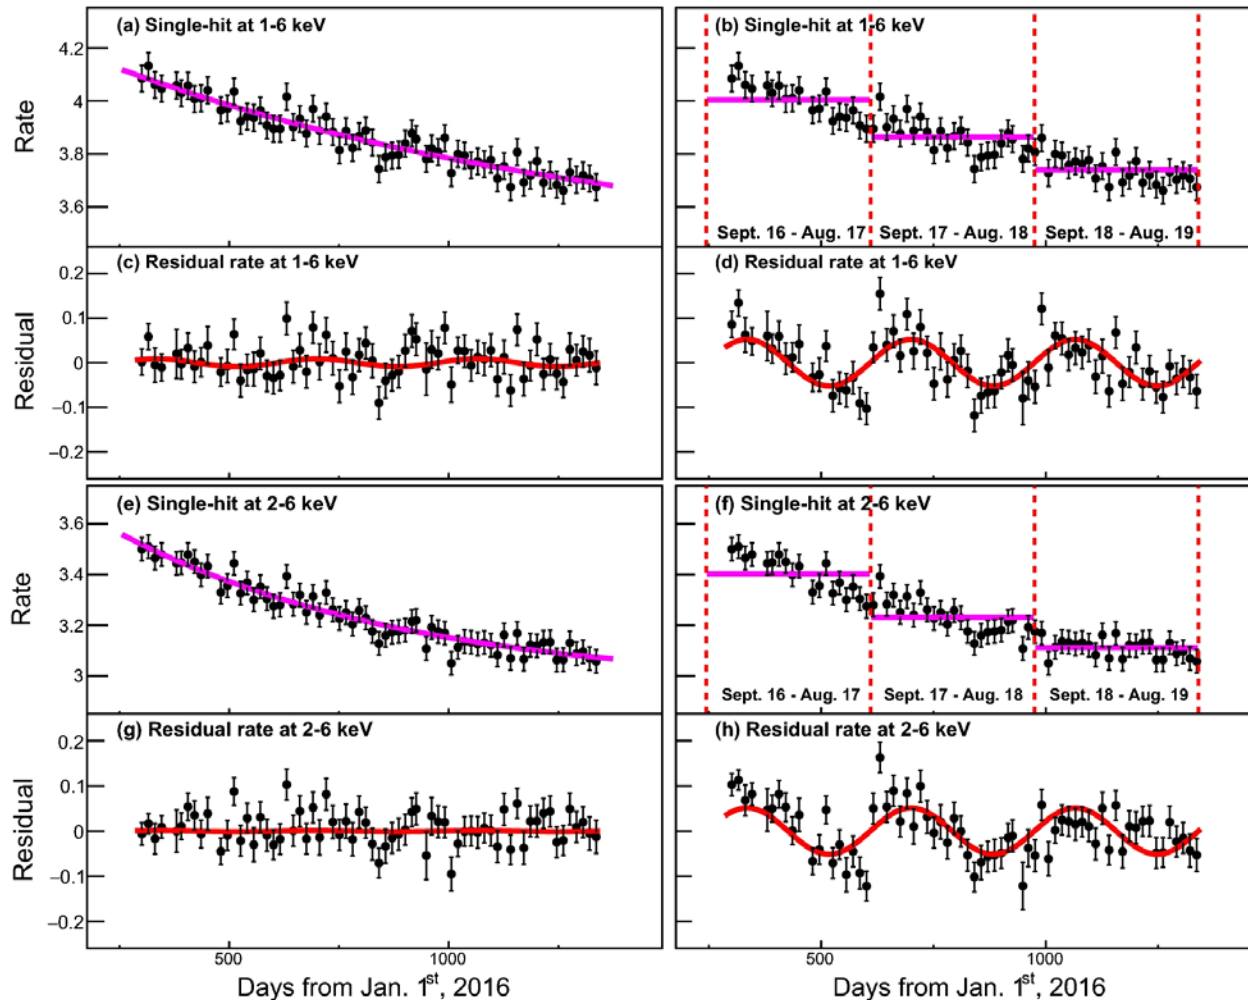 (a) Single-hit at 1-6 keV
Rate
4.2
4
3.8
3.6
(b) Single-hit at 1-6 keV
Sept. 16 - Aug. 17
Sept. 17 - Aug. 18
Sept. 18 - Aug. 19
(c) Residual rate at 1-6 keV
Residual
0.2
0.1
0
−0.1
−0.2
(d) Residual rate at 1-6 keV
(e) Single-hit at 2-6 keV
Rate
3.6
3.4
3.2
3
(f) Single-hit at 2-6 keV
Sept. 16 - Aug. 17
Sept. 17 - Aug. 18
Sept. 18 - Aug. 19
(g) Residual rate at 2-6 keV
Residual
0.2
0.1
0
−0.1
−0.2
(h) Residual rate at 2-6 keV
500
1000
500
1000
Days from Jan. 1st, 2016
Days from Jan. 1st, 2016